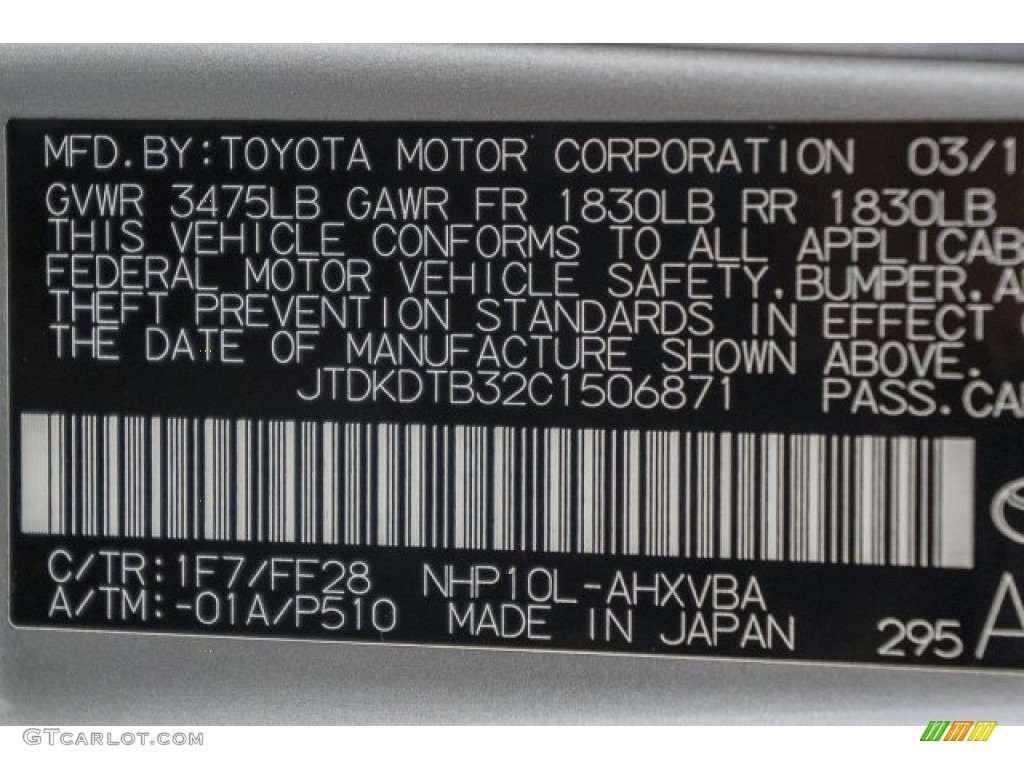 MFD.BY:TOYOTA MOTOR CORPORATION 03/1
GVWR 3475LB GAWR FR 1830LB RR 1830LB
THIS VEHICLE CONFORMS TO ALL APPLICAB
FEDERAL MOTOR VEHICLE SAFETY,BUMPER,A
THEFT PREVENTION STANDARDS IN EFFECT
THE DATE OF MANUFACTURE SHOWN ABOVE.
JTDKDTB32C1506871 PASS.CA
C/TR:1F7/FF28 NHP10L-AHXVBA
A/TM:-01A/P510 MADE IN JAPAN 295 A
GTCarlot.com